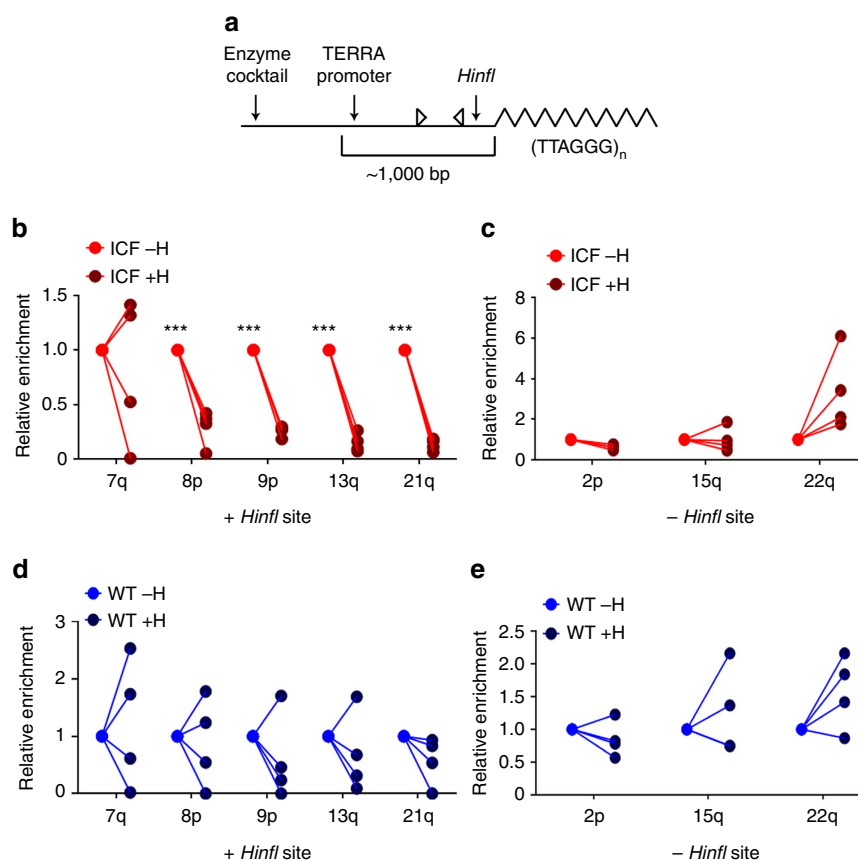 a
Enzyme cocktail
TERRA promoter
HinfI
(TTAGGG)n
~1,000 bp
b
ICF –H
ICF +H
Relative enrichment
1.5
1.0
0.5
0
*** *** *** ***
7q 8p 9p 13q 21q
+ HinfI site
c
ICF –H
ICF +H
Relative enrichment
8
6
4
2
0
2p 15q 22q
– HinfI site
d
WT –H
WT +H
Relative enrichment
3
2
1
0
7q 8p 9p 13q 21q
+ HinfI site
e
WT –H
WT +H
Relative enrichment
2.5
2.0
1.5
1.0
0.5
0
2p 15q 22q
– HinfI site